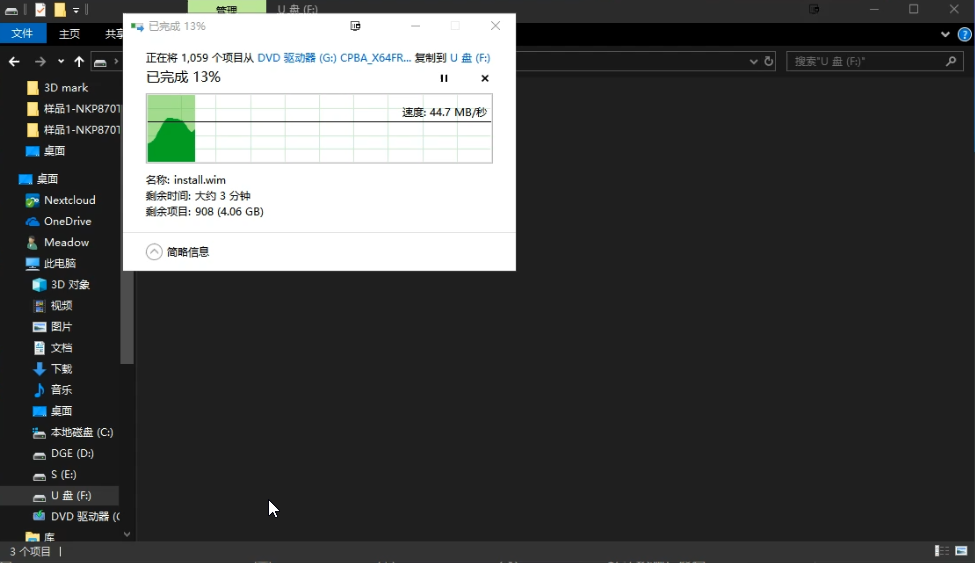 管理
U 盘 (F:)
文件
主页
共享
搜索"U 盘 (F:)"
已完成 13%
正在将 1,059 个项目从 DVD 驱动器 (G:) CPBA_X64FR... 复制到 U 盘 (F:)
已完成 13%
速度: 44.7 MB/秒
名称: install.wim
剩余时间: 大约 3 分钟
剩余项目: 908 (4.06 GB)
简略信息
3D mark
样品1-NKP870
样品1-NKP870
桌面
桌面
Nextcloud
OneDrive
Meadow
此电脑
3D 对象
视频
图片
文档
下载
音乐
桌面
本地磁盘 (C:)
DGE (D:)
S (E:)
U 盘 (F:)
DVD 驱动器 (
库
3 个项目